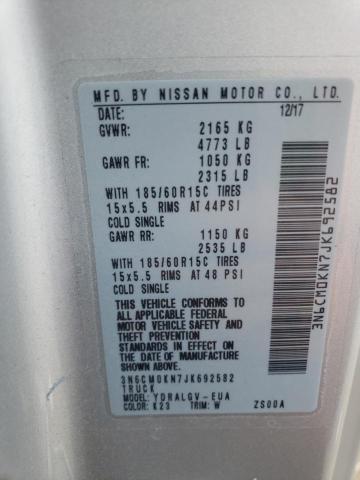 MFD. BY NISSAN MOTOR CO., LTD.
DATE: 12/17
GVWR: 2165 KG
4773 LB
GAWR FR: 1050 KG
2315 LB
WITH 185/60R15C TIRES
15x5.5 RIMS AT 44PSI
COLD SINGLE
GAWR RR: 1150 KG
2535 LB
WITH 185/60R15C TIRES
15x5.5 RIMS AT 48 PSI
COLD SINGLE
THIS VEHICLE CONFORMS TO
ALL APPLICABLE FEDERAL
MOTOR VEHICLE SAFETY AND
AND THEFT PREVENTION
STANDARDS IN EFFECT ON
THE DATE OF MANUFACTURE
SHOWN ABOVE.
3N6CM0KN7JK692582
TRUCK
MODEL: YDRALGV-EUA
COLOR: K23 TRIM: W ZS00A
3N6CM0KN7JK692582